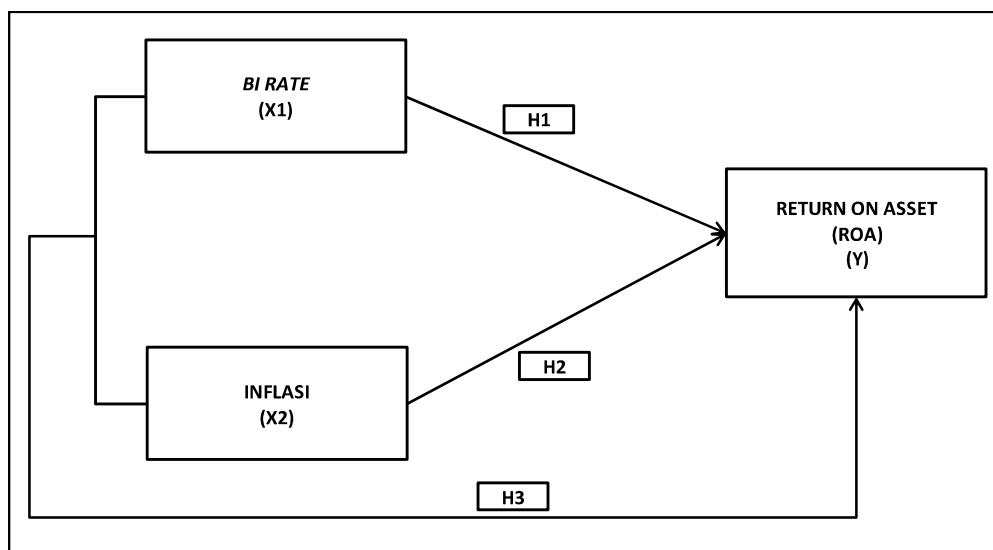 BI RATE
(X1)
H1
RETURN ON ASSET
(ROA)
(Y)
H2
INFLASI
(X2)
H3